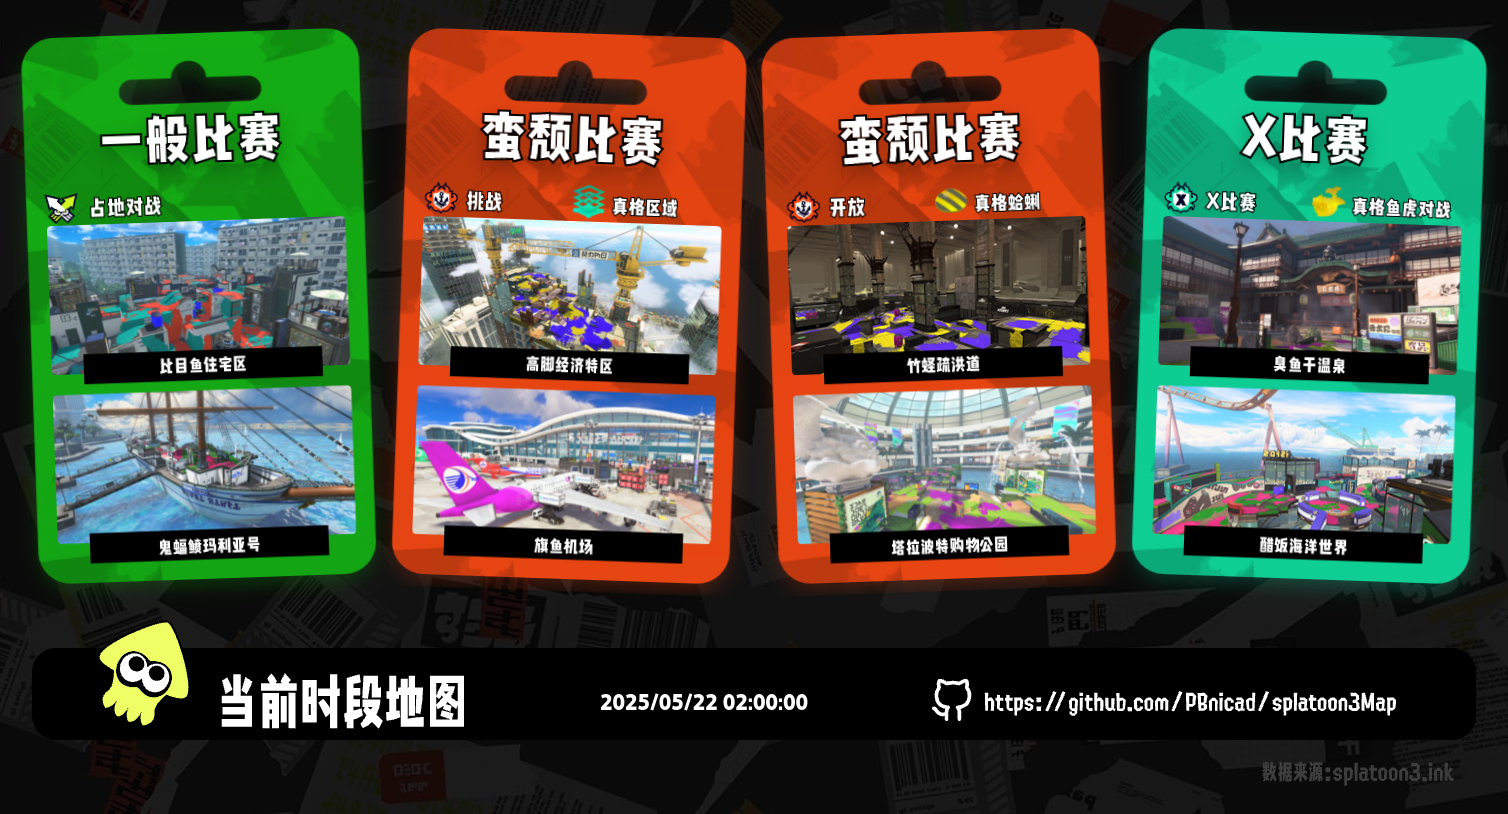 一般比赛
占地对战
比目鱼住宅区
鬼蝠鲼玛利亚号
蛮颓比赛
挑战
真格区域
高脚经济特区
旗鱼机场
蛮颓比赛
开放
真格蛤蜊
竹蛏疏洪道
塔拉波特购物公园
X比赛
X比赛
真格鱼虎对战
臭鱼干温泉
醋饭海洋世界
当前时段地图
2025/05/22 02:00:00
https://github.com/PBnicad/splatoon3Map
数据来源:splatoon3.ink